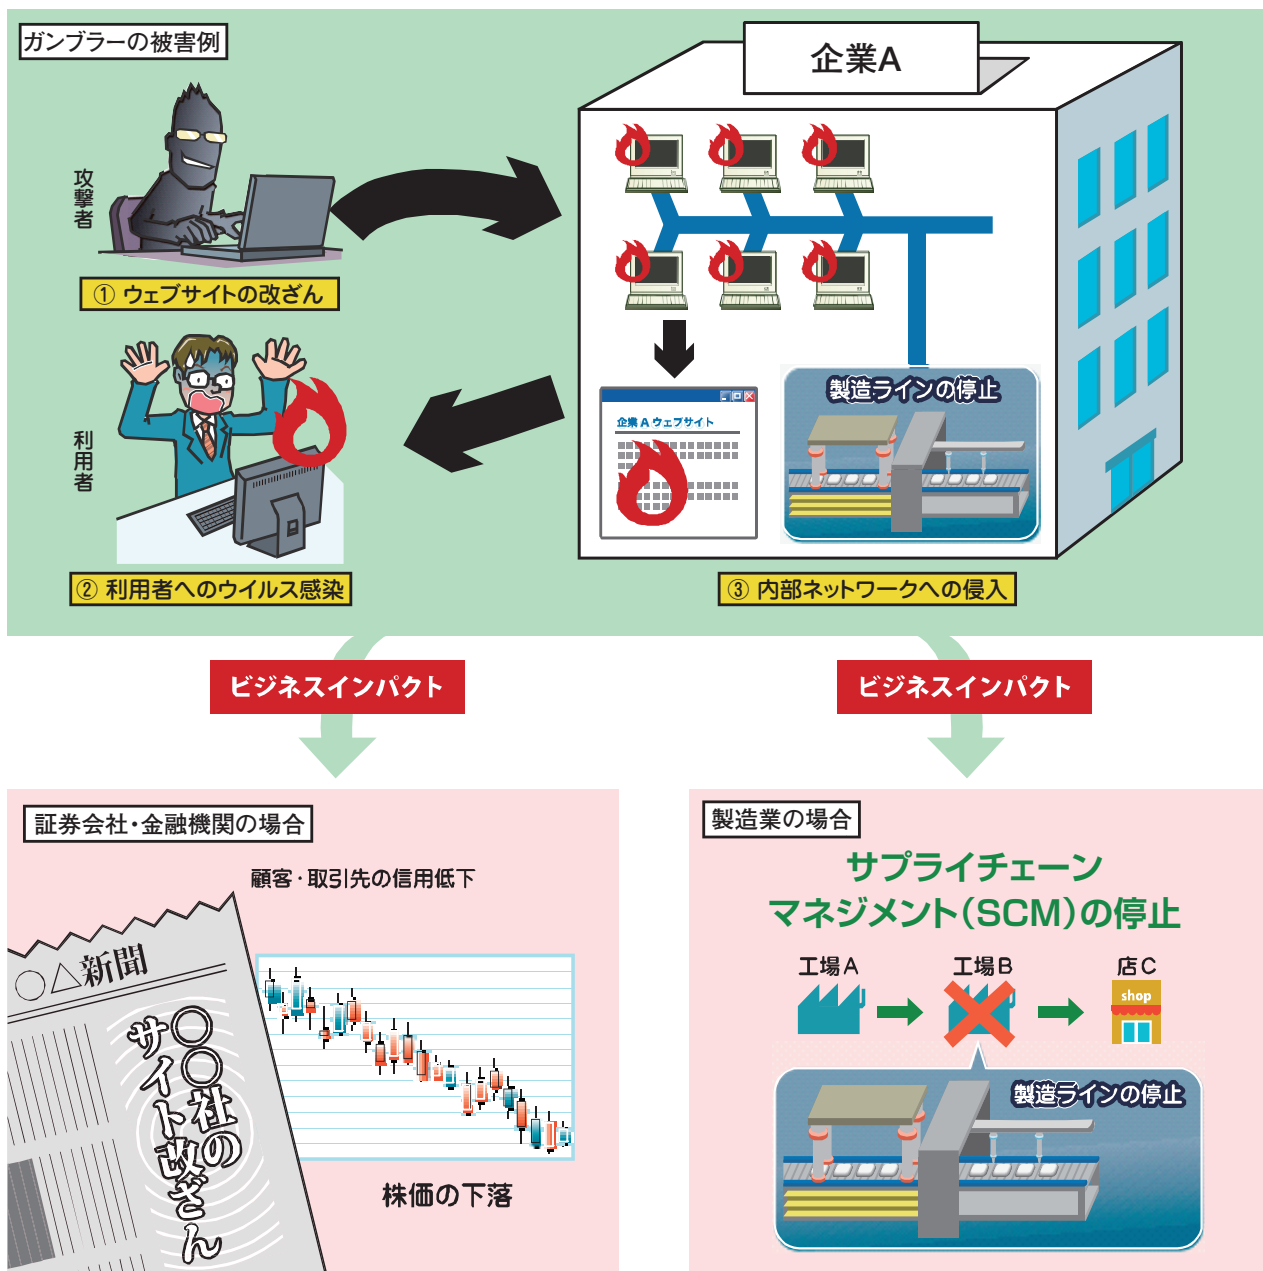 ガンブラーの被害例
企業A
攻撃者
① ウェブサイトの改ざん
利用者
② 利用者へのウイルス感染
企業 A ウェブサイト
製造ラインの停止
③ 内部ネットワークへの侵入
ビジネスインパクト
ビジネスインパクト
証券会社・金融機関の場合
顧客・取引先の信用低下
○△新聞
○○社の
サイト改ざん
株価の下落
製造業の場合
サプライチェーン
マネジメント（SCM）の停止
工場A
工場B
店C
shop
製造ラインの停止